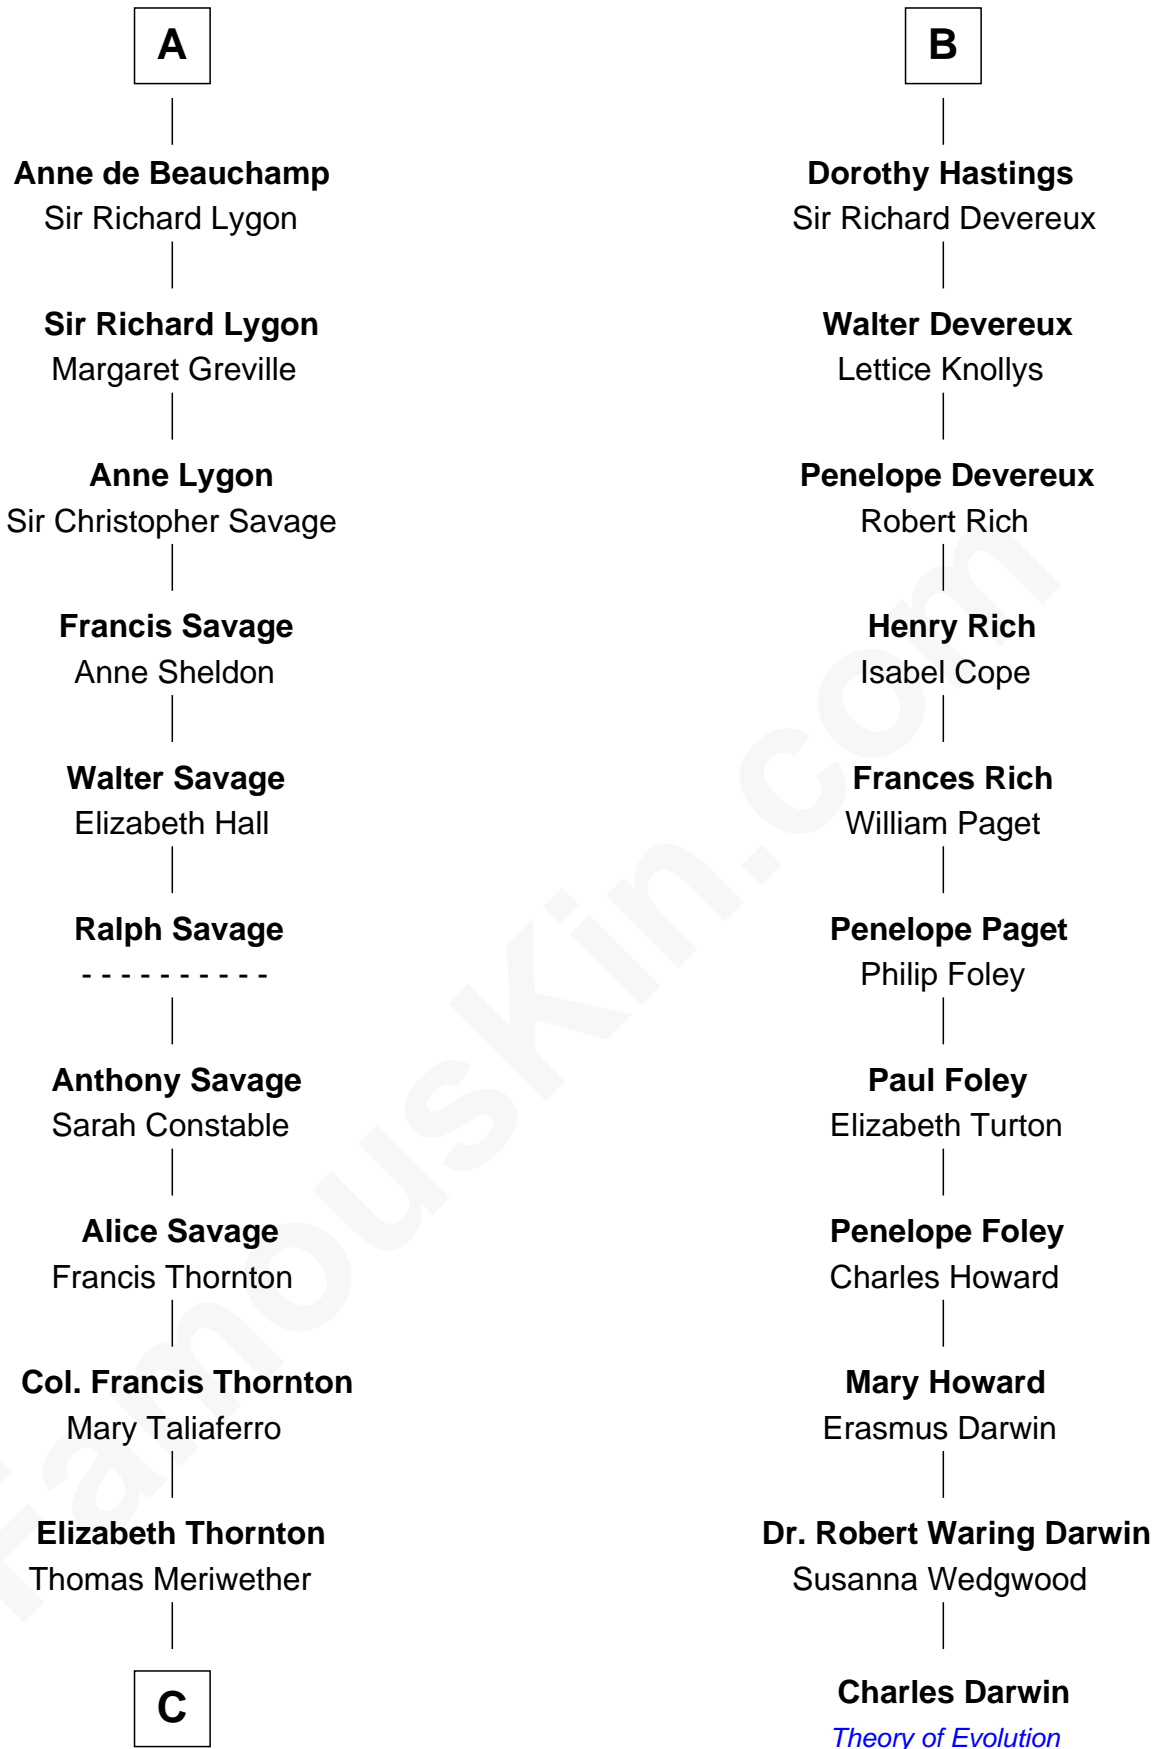 A
Anne de Beauchamp
Sir Richard Lygon
Sir Richard Lygon
Margaret Greville
Anne Lygon
Sir Christopher Savage
Francis Savage
Anne Sheldon
Walter Savage
Elizabeth Hall
Ralph Savage
- - - - - - - - - -
Anthony Savage
Sarah Constable
Alice Savage
Francis Thornton
Col. Francis Thornton
Mary Taliaferro
Elizabeth Thornton
Thomas Meriwether
C
B
Dorothy Hastings
Sir Richard Devereux
Walter Devereux
Lettice Knollys
Penelope Devereux
Robert Rich
Henry Rich
Isabel Cope
Frances Rich
William Paget
Penelope Paget
Philip Foley
Paul Foley
Elizabeth Turton
Penelope Foley
Charles Howard
Mary Howard
Erasmus Darwin
Dr. Robert Waring Darwin
Susanna Wedgwood
Charles Darwin
Theory of Evolution
FamousKin.com